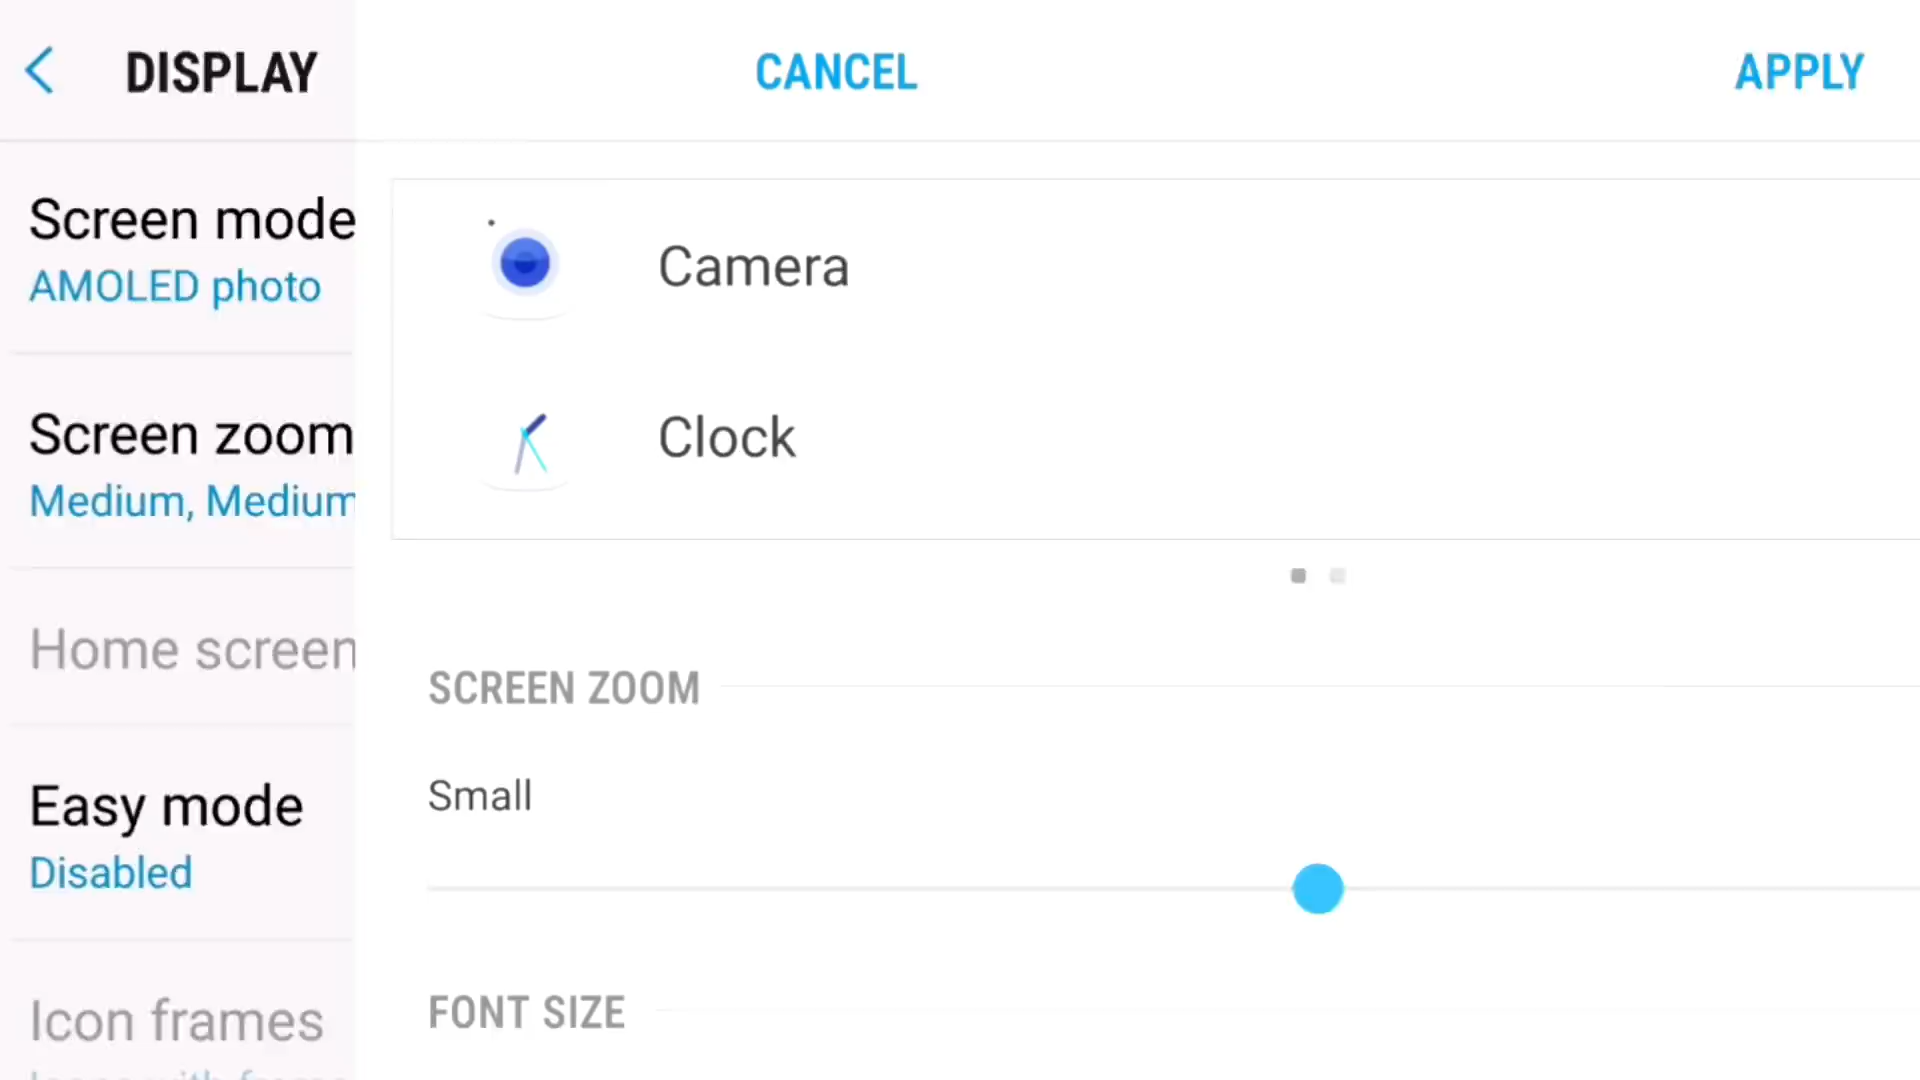 DISPLAY
CANCEL
APPLY
Screen mode
AMOLED photo
Screen zoom
Medium, Medium
Home screen
Easy mode
Disabled
Icon frames
Camera
Clock
SCREEN ZOOM
Small
FONT SIZE